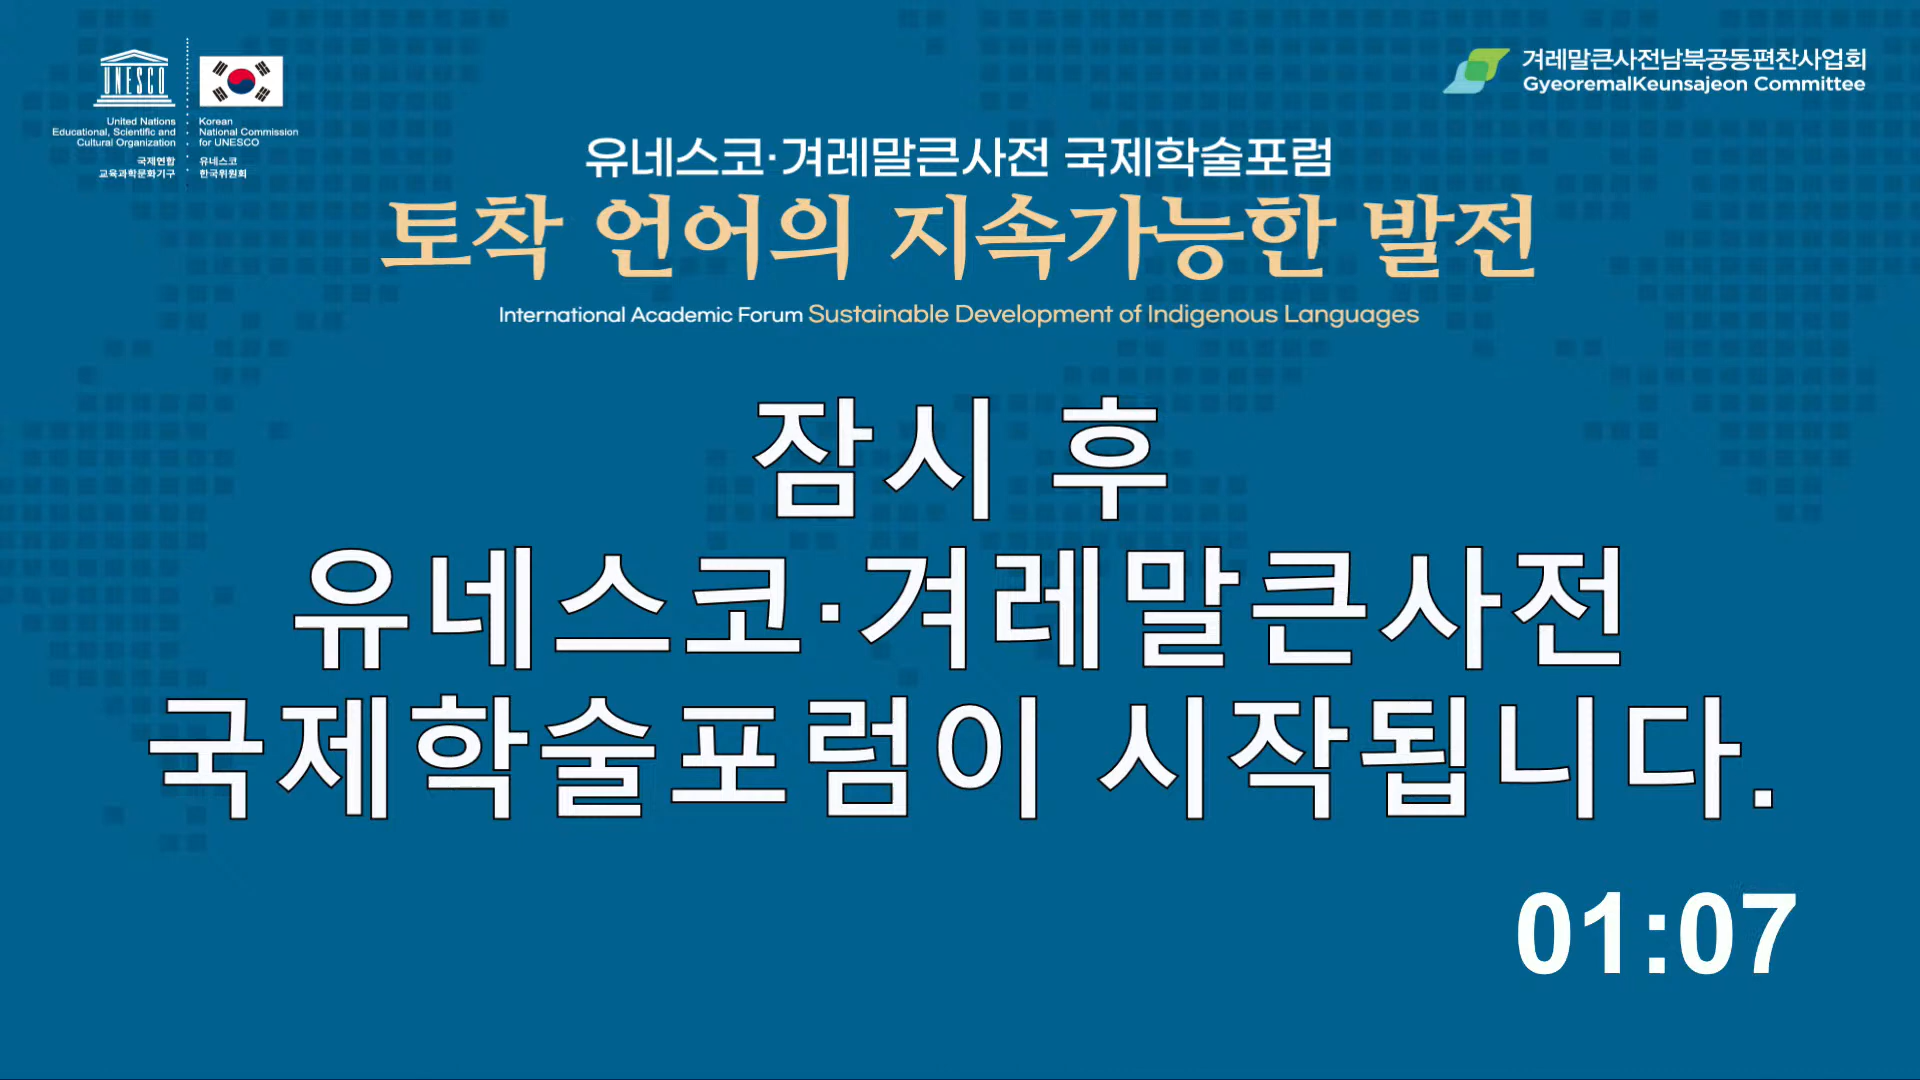 UNESCO
United Nations
Educational, Scientific and
Cultural Organization
국제연합
교육과학문화기구
Korean
National Commission
for UNESCO
유네스코
한국위원회
겨레말큰사전남북공동편찬사업회
GyeoremalKeunsajeon Committee
유네스코·겨레말큰사전 국제학술포럼
토착 언어의 지속가능한 발전
International Academic Forum Sustainable Development of Indigenous Languages
잠시 후
유네스코·겨레말큰사전
국제학술포럼이 시작됩니다.
01:07